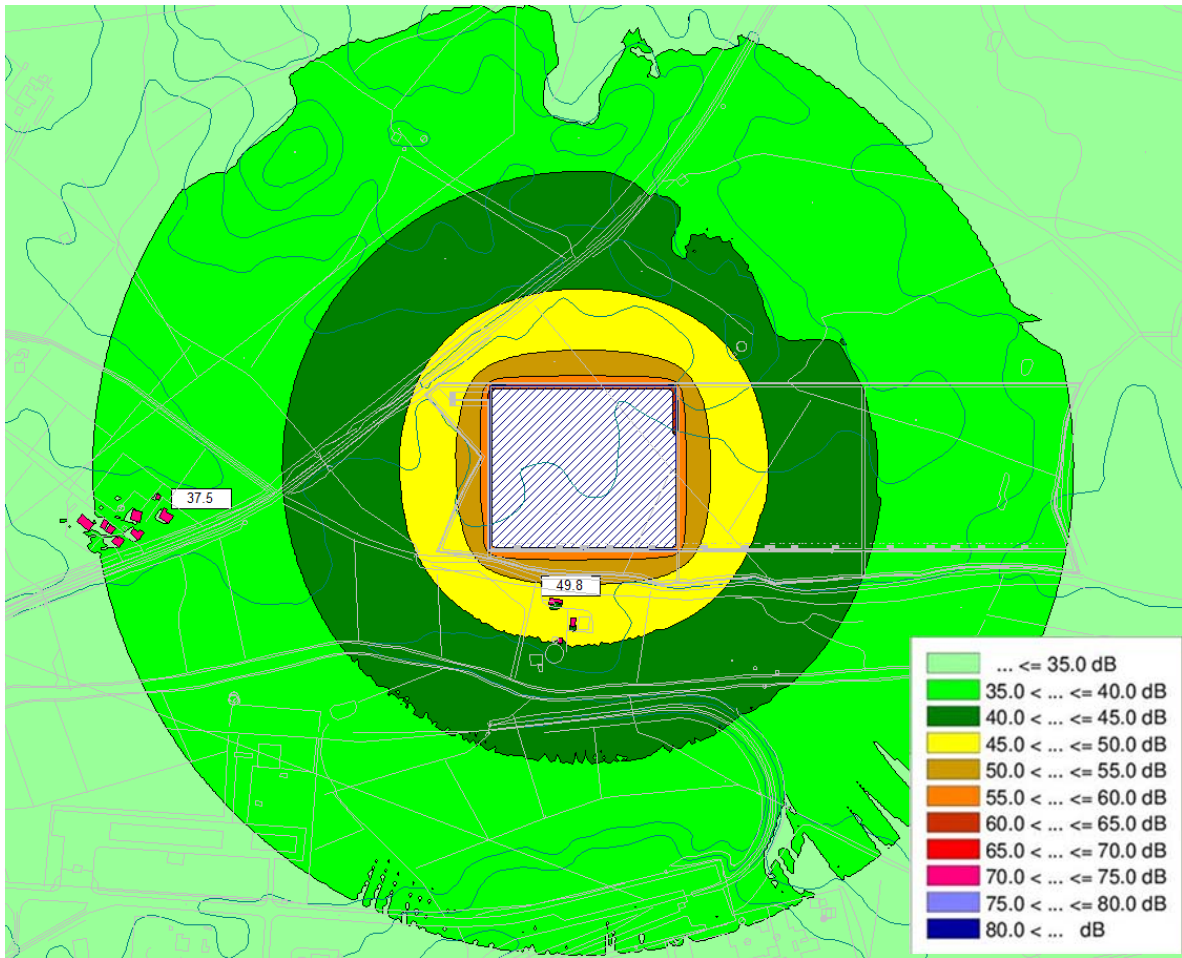 37.5
49.8
... <= 35.0 dB
35.0 < ... <= 40.0 dB
40.0 < ... <= 45.0 dB
45.0 < ... <= 50.0 dB
50.0 < ... <= 55.0 dB
55.0 < ... <= 60.0 dB
60.0 < ... <= 65.0 dB
65.0 < ... <= 70.0 dB
70.0 < ... <= 75.0 dB
75.0 < ... <= 80.0 dB
80.0 < ... dB